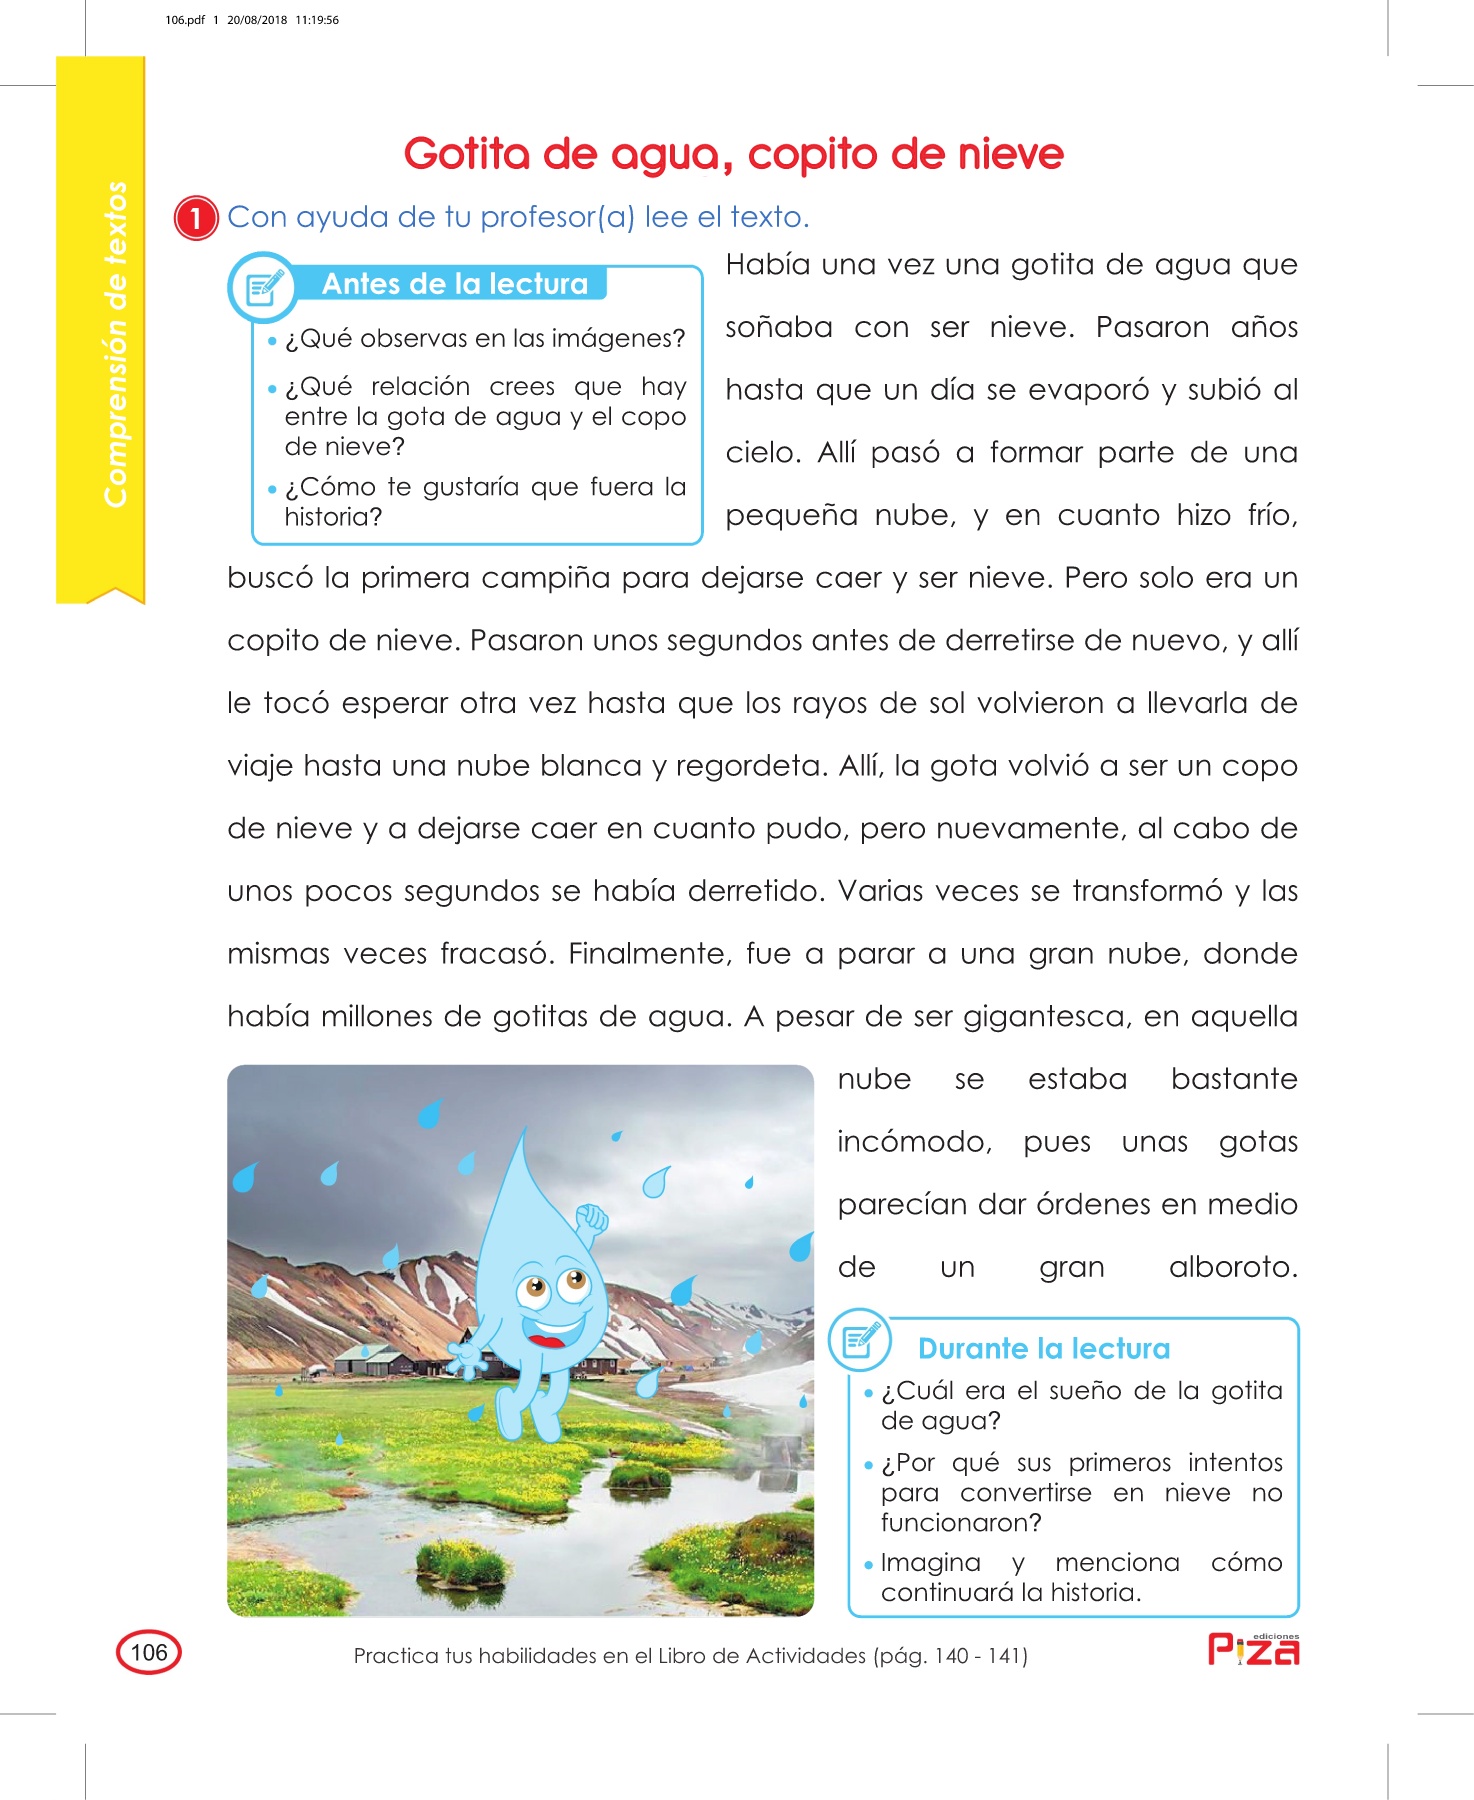 106.pdf 1 20/08/2018 11:19:56
Comprensión de textos
Gotita de agua, copito de nieve
1 Con ayuda de tu profesor(a) lee el texto.
Antes de la lectura
• ¿Qué observas en las imágenes?
• ¿Qué relación crees que hay
entre la gota de agua y el copo
de nieve?
• ¿Cómo te gustaría que fuera la
historia?
Había una vez una gotita de agua que
soñaba con ser nieve. Pasaron años
hasta que un día se evaporó y subió al
cielo. Allí pasó a formar parte de una
pequeña nube, y en cuanto hizo frío,
buscó la primera campiña para dejarse caer y ser nieve. Pero solo era un
copito de nieve. Pasaron unos segundos antes de derretirse de nuevo, y allí
le tocó esperar otra vez hasta que los rayos de sol volvieron a llevarla de
viaje hasta una nube blanca y regordeta. Allí, la gota volvió a ser un copo
de nieve y a dejarse caer en cuanto pudo, pero nuevamente, al cabo de
unos pocos segundos se había derretido. Varias veces se transformó y las
mismas veces fracasó. Finalmente, fue a parar a una gran nube, donde
había millones de gotitas de agua. A pesar de ser gigantesca, en aquella
nube se estaba bastante
incómodo, pues unas gotas
parecían dar órdenes en medio
de un gran alboroto.
Durante la lectura
• ¿Cuál era el sueño de la gotita
de agua?
• ¿Por qué sus primeros intentos
para convertirse en nieve no
funcionaron?
• Imagina y menciona cómo
continuará la historia.
106
Practica tus habilidades en el Libro de Actividades (pág. 140 - 141)
ediciones
Piza